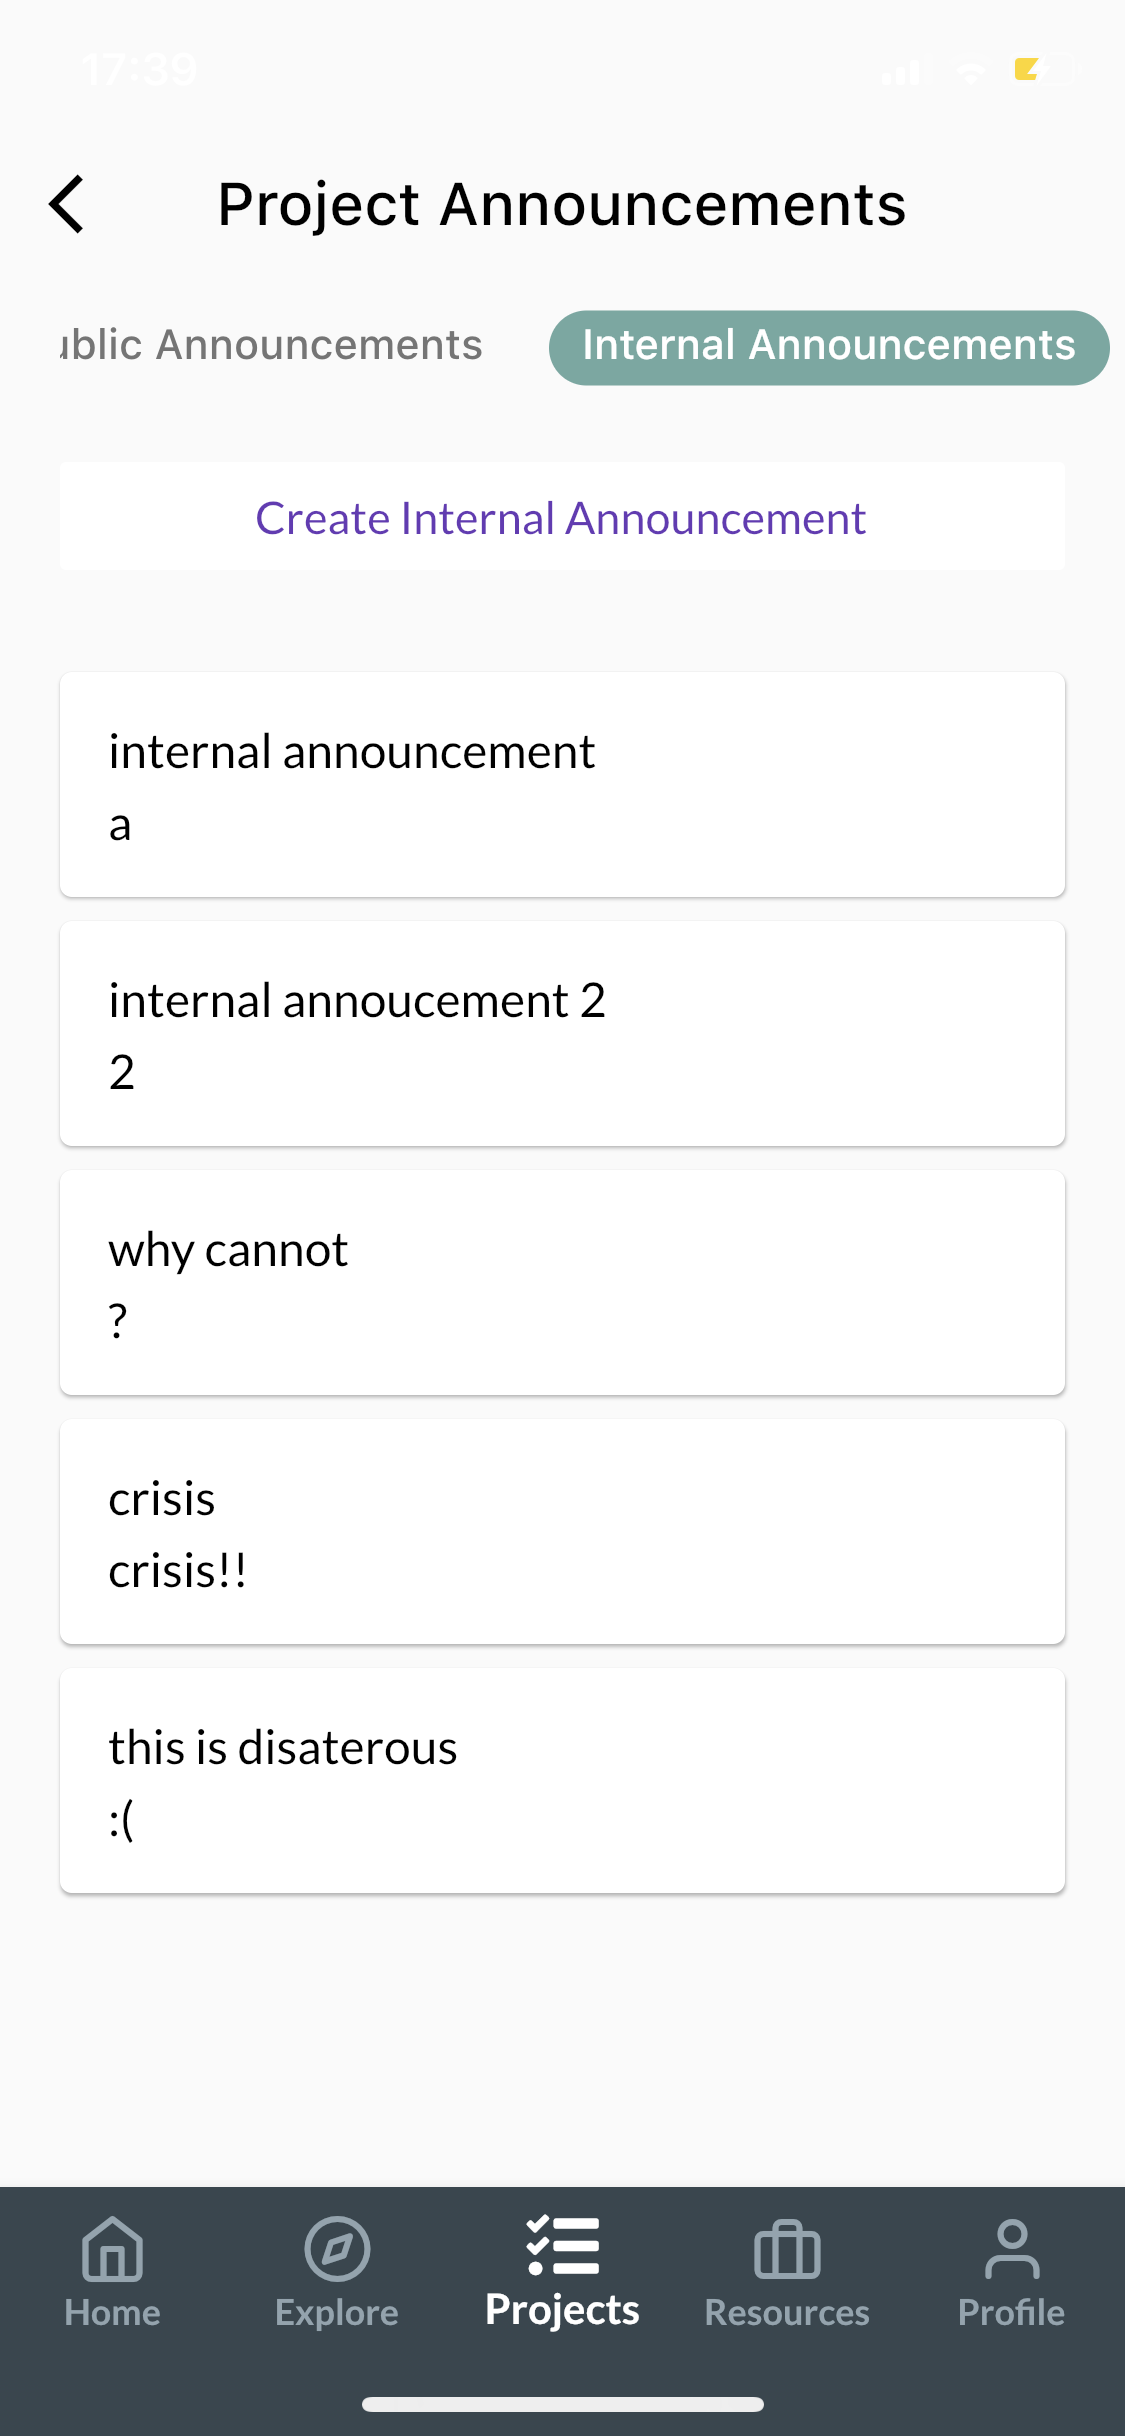 17:39
Project Announcements
ublic Announcements
Internal Announcements
Create Internal Announcement
internal announcement
a
internal annoucement 2
2
why cannot
?
crisis
crisis!!
this is disaterous
:(
Home
Explore
Projects
Resources
Profile